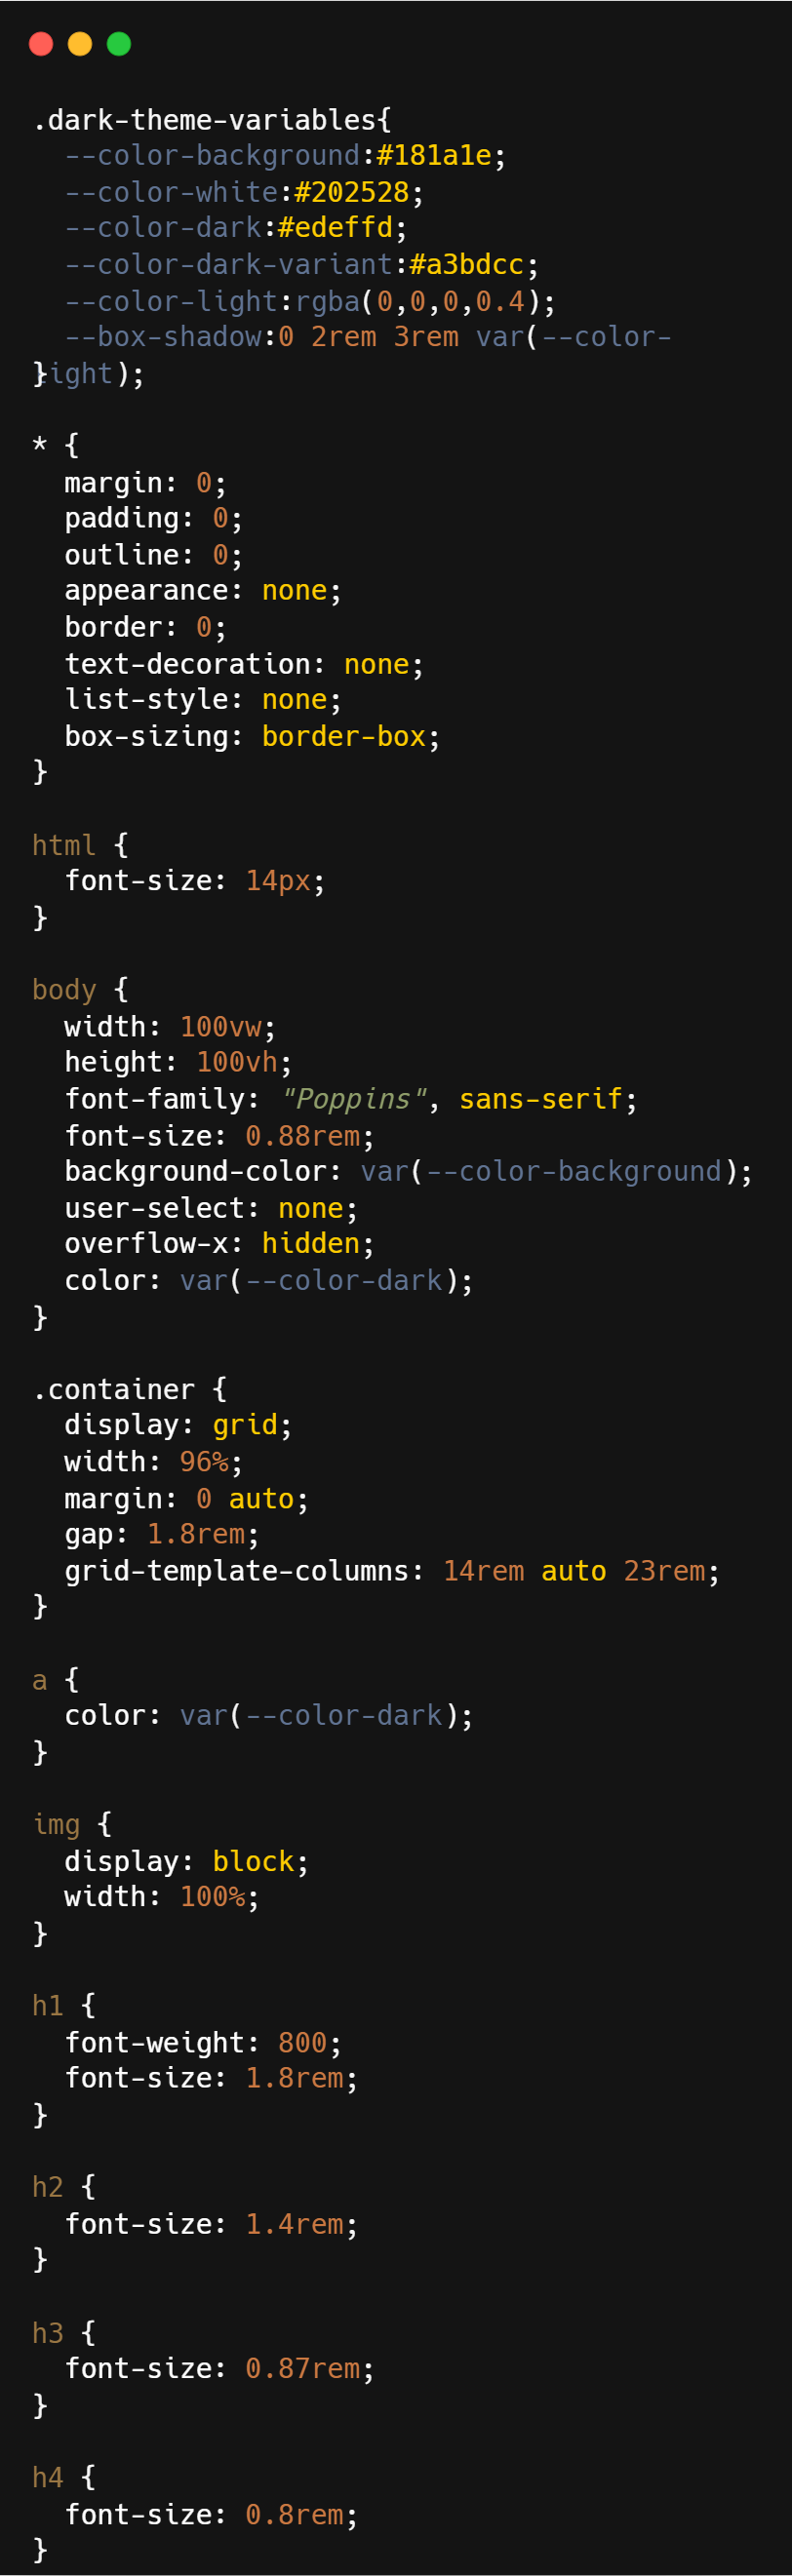 .dark-theme-variables{
  --color-background:#181a1e;
  --color-white:#202528;
  --color-dark:#edeffd;
  --color-dark-variant:#a3bdcc;
  --color-light:rgba(0,0,0,0.4);
  --box-shadow:0 2rem 3rem var(--color-
light);
}

* {
  margin: 0;
  padding: 0;
  outline: 0;
  appearance: none;
  border: 0;
  text-decoration: none;
  list-style: none;
  box-sizing: border-box;
}

html {
  font-size: 14px;
}

body {
  width: 100vw;
  height: 100vh;
  font-family: "Poppins", sans-serif;
  font-size: 0.88rem;
  background-color: var(--color-background);
  user-select: none;
  overflow-x: hidden;
  color: var(--color-dark);
}

.container {
  display: grid;
  width: 96%;
  margin: 0 auto;
  gap: 1.8rem;
  grid-template-columns: 14rem auto 23rem;
}

a {
  color: var(--color-dark);
}

img {
  display: block;
  width: 100%;
}

h1 {
  font-weight: 800;
  font-size: 1.8rem;
}

h2 {
  font-size: 1.4rem;
}

h3 {
  font-size: 0.87rem;
}

h4 {
  font-size: 0.8rem;
}